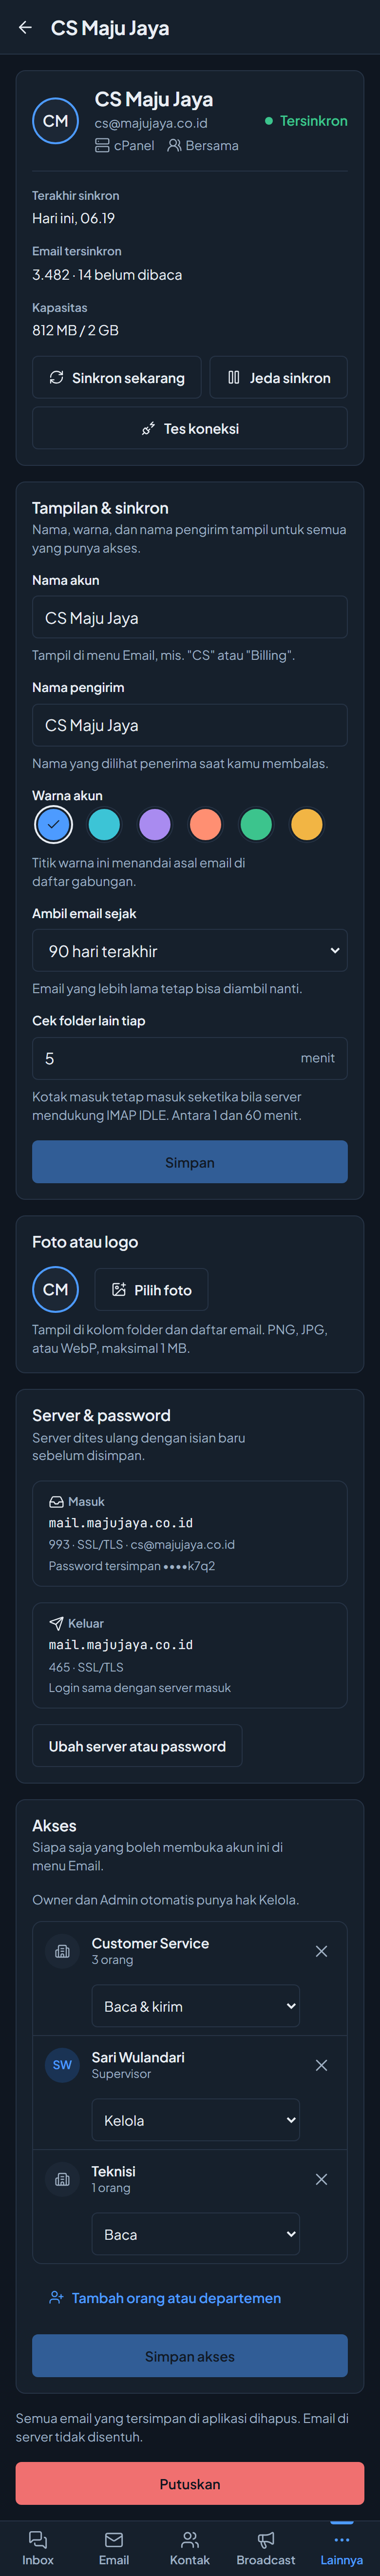 CS Maju Jaya
CM
CS Maju Jaya
cs@majujaya.co.id
cPanel Bersama
Tersinkron
Terakhir sinkron
Hari ini, 06.19
Email tersinkron
3.482 · 14 belum dibaca
Kapasitas
812 MB / 2 GB
Sinkron sekarang
Jeda sinkron
Tes koneksi
Tampilan & sinkron
Nama, warna, dan nama pengirim tampil untuk semua
yang punya akses.
Nama akun
CS Maju Jaya
Tampil di menu Email, mis. "CS" atau "Billing".
Nama pengirim
CS Maju Jaya
Nama yang dilihat penerima saat kamu membalas.
Warna akun
Titik warna ini menandai asal email di
daftar gabungan.
Ambil email sejak
90 hari terakhir
Email yang lebih lama tetap bisa diambil nanti.
Cek folder lain tiap
5 menit
Kotak masuk tetap masuk seketika bila server
mendukung IMAP IDLE. Antara 1 dan 60 menit.
Simpan
Foto atau logo
CM
Pilih foto
Tampil di kolom folder dan daftar email. PNG, JPG,
atau WebP, maksimal 1 MB.
Server & password
Server dites ulang dengan isian baru
sebelum disimpan.
Masuk
mail.majujaya.co.id
993 · SSL/TLS · cs@majujaya.co.id
Password tersimpan ••••k7q2
Keluar
mail.majujaya.co.id
465 · SSL/TLS
Login sama dengan server masuk
Ubah server atau password
Akses
Siapa saja yang boleh membuka akun ini di
menu Email.
Owner dan Admin otomatis punya hak Kelola.
Customer Service
3 orang
Baca & kirim
SW
Sari Wulandari
Supervisor
Kelola
Teknisi
1 orang
Baca
Tambah orang atau departemen
Simpan akses
Semua email yang tersimpan di aplikasi dihapus. Email di
server tidak disentuh.
Putuskan
Inbox
Email
Kontak
Broadcast
Lainnya